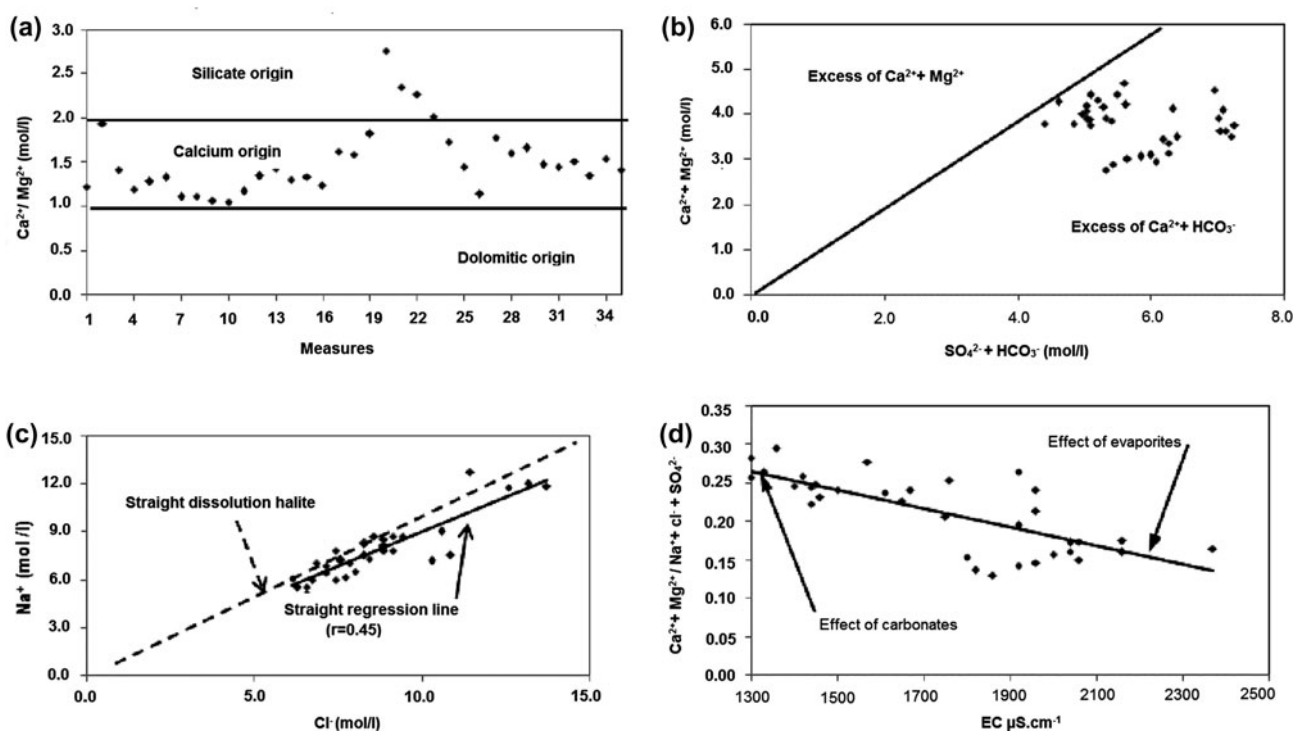 (a)
3.0
2.5
2.0
1.5
1.0
0.5
0.0
Ca²⁺/ Mg²⁺ (mol/l)
Silicate origin
Calcium origin
Dolomitic origin
1 4 7 10 13 16 19 22 25 28 31 34
Measures
(b)
6.0
5.0
4.0
3.0
2.0
1.0
0.0
Ca²⁺+ Mg²⁺ (mol/l)
Excess of Ca²⁺+ Mg²⁺
Excess of Ca²⁺+ HCO₃⁻
0.0 2.0 4.0 6.0 8.0
SO₄²⁻ + HCO₃⁻ (mol/l)
(c)
15.0
12.0
9.0
6.0
3.0
0.0
Na⁺ (mol /l)
Straight dissolution halite
Straight regression line
(r=0.45)
0.0 5.0 10.0 15.0
Cl⁻ (mol/l)
(d)
0.35
0.30
0.25
0.20
0.15
0.10
0.05
0.00
Ca²⁺+ Mg²⁺/ Na⁺+ cl⁻ + SO₄²⁻
Effect of evaporites
Effect of carbonates
1300 1500 1700 1900 2100 2300 2500
EC µS.cm⁻¹